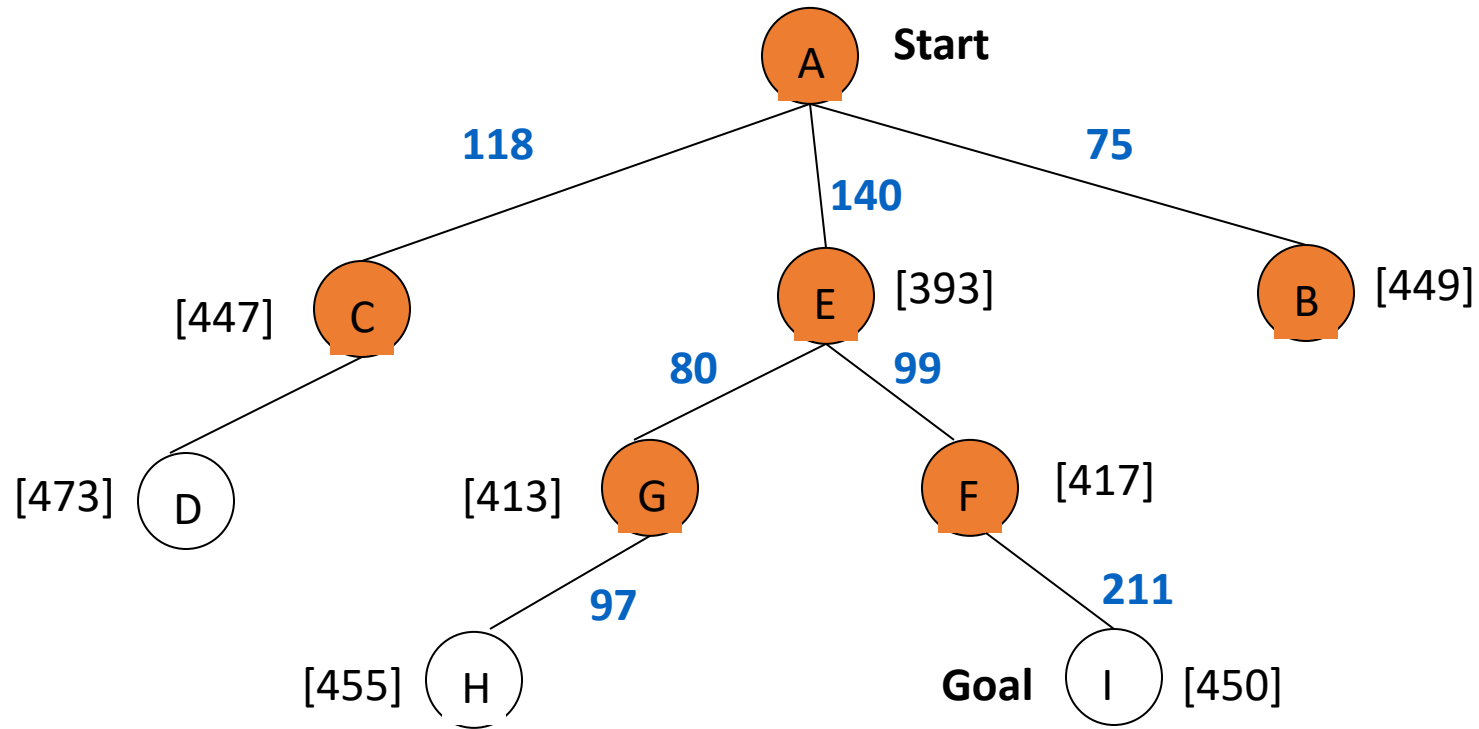 A Start
118
75
140
[447] C
E [393]
B [449]
80
99
[473] D
[413] G
F [417]
97
211
[455] H
Goal I [450]